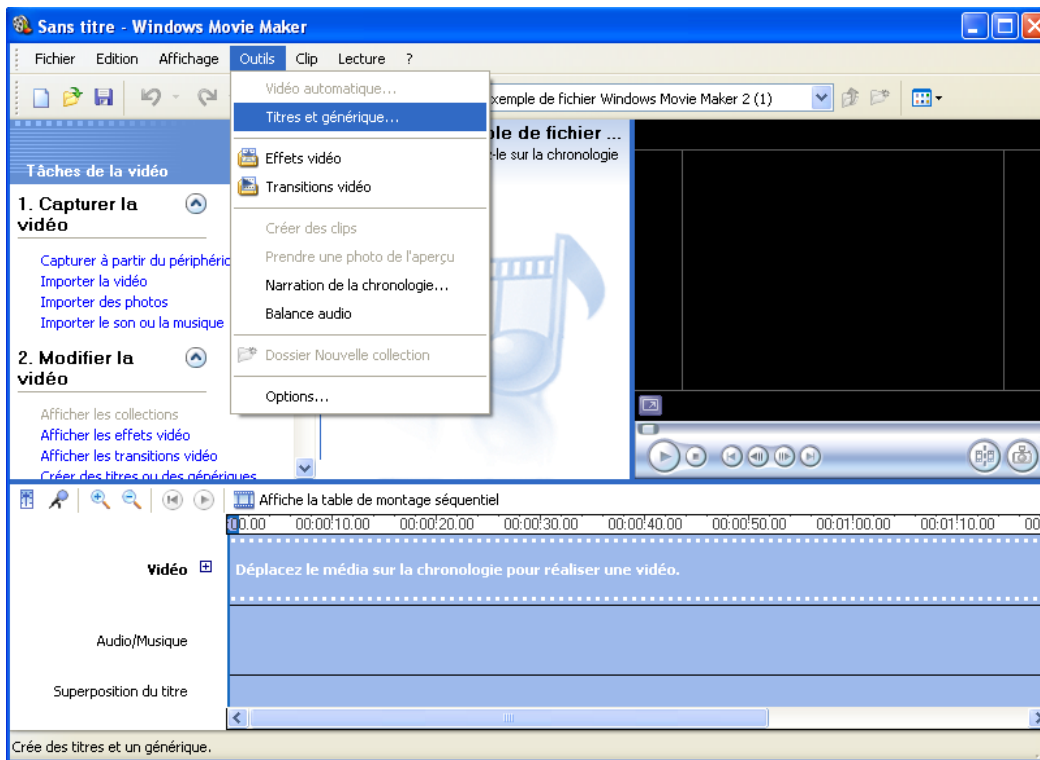 Sans titre - Windows Movie Maker
Fichier Edition Affichage Outils Clip Lecture ?
Vidéo automatique...
Titres et générique...
Effets vidéo
Transitions vidéo
Créer des clips
Prendre une photo de l'aperçu
Narration de la chronologie...
Balance audio
Dossier Nouvelle collection
Options...
xemple de fichier Windows Movie Maker 2 (1)
ple de fichier ...
z-le sur la chronologie
Tâches de la vidéo
1. Capturer la
vidéo
Capturer à partir du périphéric
Importer la vidéo
Importer des photos
Importer le son ou la musique
2. Modifier la
vidéo
Afficher les collections
Afficher les effets vidéo
Afficher les transitions vidéo
Créer des titres ou des génériques
Affiche la table de montage séquentiel
0.00 00:00:10.00 00:00:20.00 00:00:30.00 00:00:40.00 00:00:50.00 00:01:00.00 00:01:10.00 00
Vidéo
Déplacez le média sur la chronologie pour réaliser une vidéo.
Audio/Musique
Superposition du titre
Crée des titres et un générique.